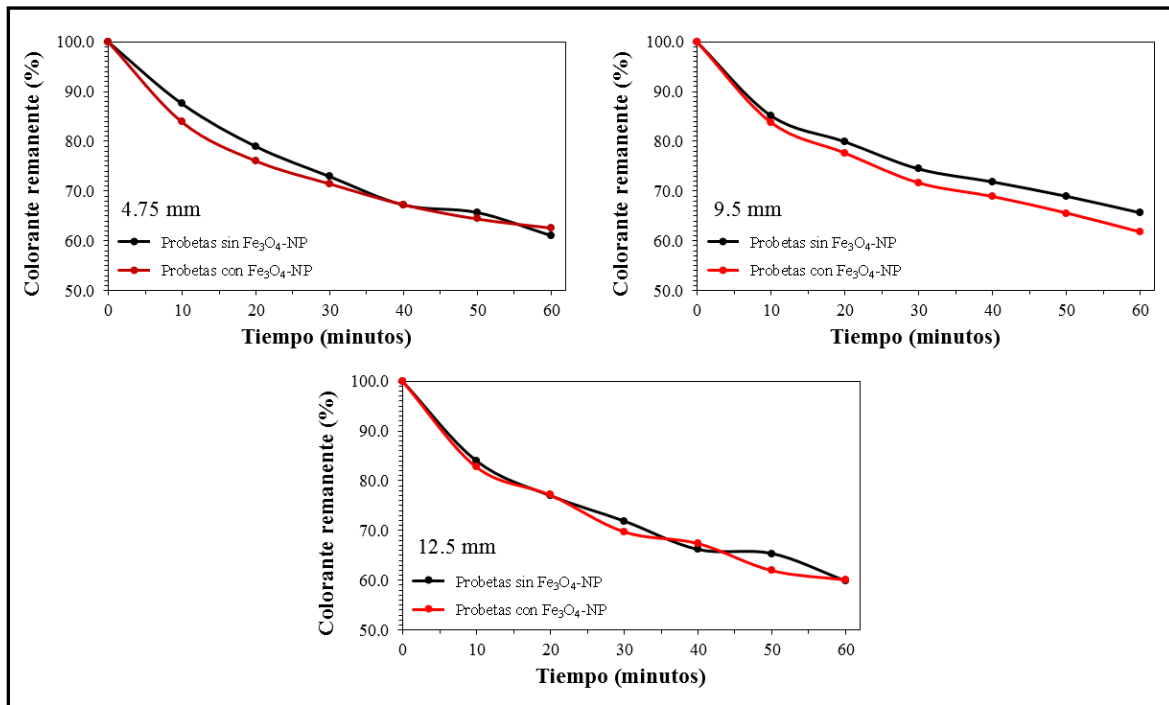 100.0
90.0
80.0
70.0
60.0
50.0
Colorante remanente (%)
4.75 mm
Probetas sin Fe₃O₄-NP
Probetas con Fe₃O₄-NP
0 10 20 30 40 50 60
Tiempo (minutos)
100.0
90.0
80.0
70.0
60.0
50.0
Colorante remanente (%)
9.5 mm
Probetas sin Fe₃O₄-NP
Probetas con Fe₃O₄-NP
0 10 20 30 40 50 60
Tiempo (minutos)
100.0
90.0
80.0
70.0
60.0
50.0
Colorante remanente (%)
12.5 mm
Probetas sin Fe₃O₄-NP
Probetas con Fe₃O₄-NP
0 10 20 30 40 50 60
Tiempo (minutos)